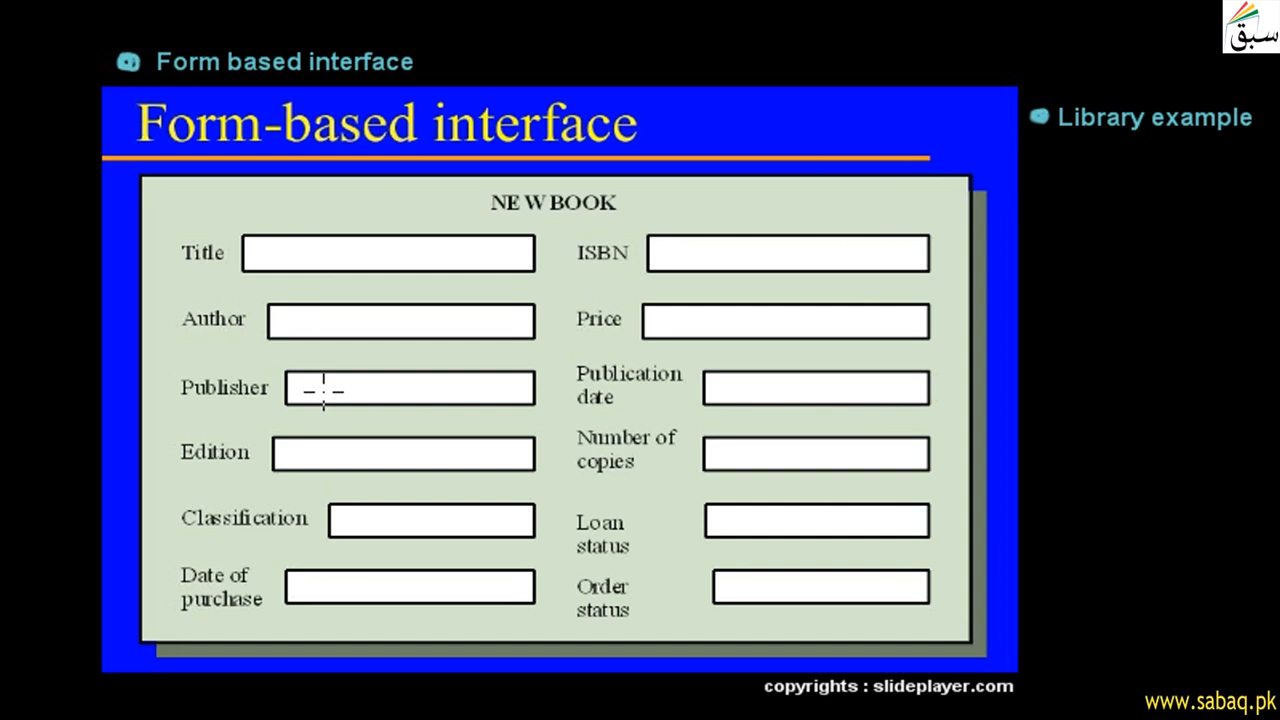 سبق
Form based interface
Form-based interface
Library example
NEW BOOK
Title
ISBN
Author
Price
Publisher
Publication
date
Edition
Number of
copies
Classification
Loan
status
Date of
purchase
Order
status
copyrights : slideplayer.com
www.sabaq.pk